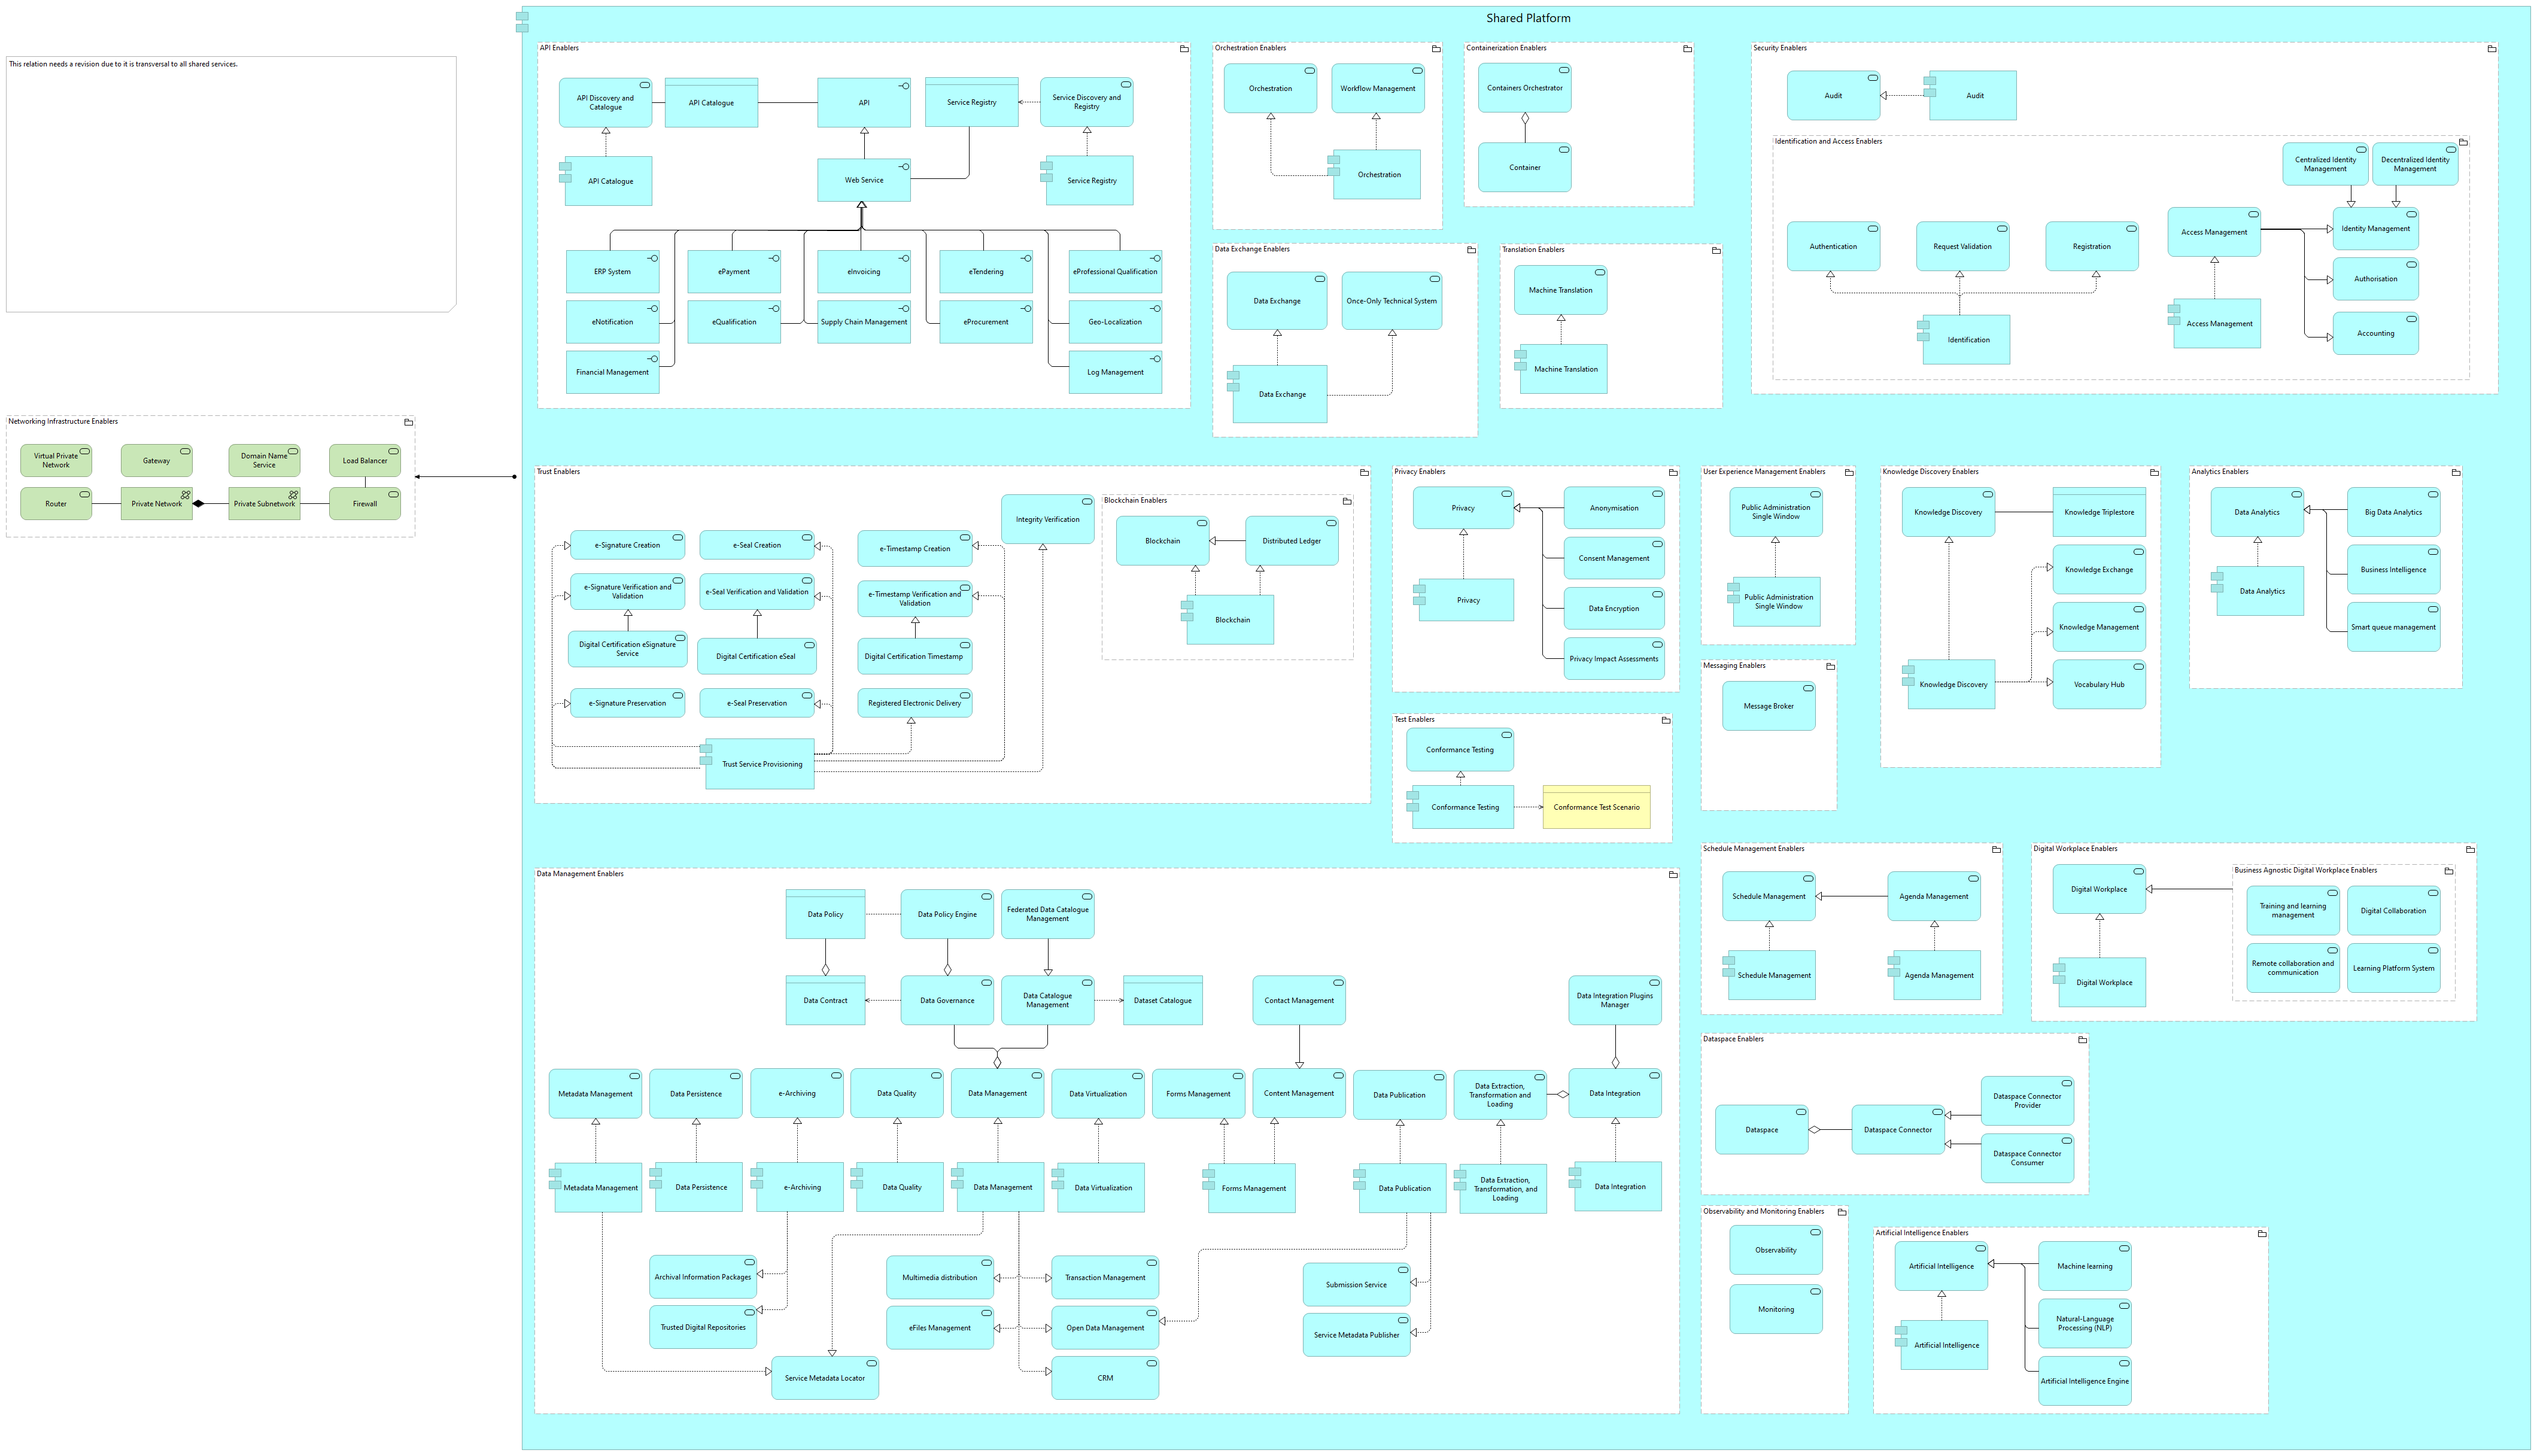 Shared Platform
This relation needs a revision due to it is transversal to all shared services.
Networking Infrastructure Enablers
Virtual Private
Network
Gateway
Domain Name
Service
Load Balancer
Router
Private Network
Private Subnetwork
Firewall
API Enablers
API Discovery and
Catalogue
API Catalogue
API
Service Registry
Service Discovery and
Registry
API Catalogue
Web Service
Service Registry
ERP System
ePayment
eInvoicing
eTendering
eProfessional Qualification
eNotification
eQualification
Supply Chain Management
eProcurement
Geo-Localization
Financial Management
Log Management
Orchestration Enablers
Orchestration
Workflow Management
Orchestration
Containerization Enablers
Containers Orchestrator
Container
Data Exchange Enablers
Data Exchange
Once-Only Technical System
Data Exchange
Translation Enablers
Machine Translation
Machine Translation
Security Enablers
Audit
Audit
Identification and Access Enablers
Centralized Identity
Management
Decentralized Identity
Management
Authentication
Request Validation
Registration
Access Management
Identity Management
Authorisation
Accounting
Identification
Access Management
Trust Enablers
Integrity Verification
e-Signature Creation
e-Seal Creation
e-Timestamp Creation
e-Signature Verification and
Validation
e-Seal Verification and Validation
e-Timestamp Verification and
Validation
Digital Certification eSignature
Service
Digital Certification eSeal
Digital Certification Timestamp
e-Signature Preservation
e-Seal Preservation
Registered Electronic Delivery
Trust Service Provisioning
Blockchain Enablers
Blockchain
Distributed Ledger
Blockchain
Privacy Enablers
Privacy
Anonymisation
Consent Management
Privacy
Data Encryption
Privacy Impact Assessments
User Experience Management Enablers
Public Administration
Single Window
Public Administration
Single Window
Knowledge Discovery Enablers
Knowledge Discovery
Knowledge Triplestore
Knowledge Exchange
Knowledge Management
Knowledge Discovery
Vocabulary Hub
Analytics Enablers
Data Analytics
Big Data Analytics
Business Intelligence
Data Analytics
Smart queue management
Messaging Enablers
Message Broker
Test Enablers
Conformance Testing
Conformance Testing
Conformance Test Scenario
Data Management Enablers
Data Policy
Data Policy Engine
Federated Data Catalogue
Management
Data Contract
Data Governance
Data Catalogue
Management
Dataset Catalogue
Contact Management
Data Integration Plugins
Manager
Metadata Management
Data Persistence
e-Archiving
Data Quality
Data Management
Data Virtualization
Forms Management
Content Management
Data Publication
Data Extraction,
Transformation and
Loading
Data Integration
Metadata Management
Data Persistence
e-Archiving
Data Quality
Data Management
Data Virtualization
Forms Management
Data Publication
Data Extraction,
Transformation, and
Loading
Data Integration
Archival Information Packages
Multimedia distribution
Transaction Management
Submission Service
Trusted Digital Repositories
eFiles Management
Open Data Management
Service Metadata Publisher
Service Metadata Locator
CRM
Schedule Management Enablers
Schedule Management
Agenda Management
Schedule Management
Agenda Management
Digital Workplace Enablers
Digital Workplace
Digital Workplace
Business Agnostic Digital Workplace Enablers
Training and learning
management
Digital Collaboration
Remote collaboration and
communication
Learning Platform System
Dataspace Enablers
Dataspace
Dataspace Connector
Dataspace Connector
Provider
Dataspace Connector
Consumer
Observability and Monitoring Enablers
Observability
Monitoring
Artificial Intelligence Enablers
Artificial Intelligence
Machine learning
Natural-Language
Processing (NLP)
Artificial Intelligence
Artificial Intelligence Engine